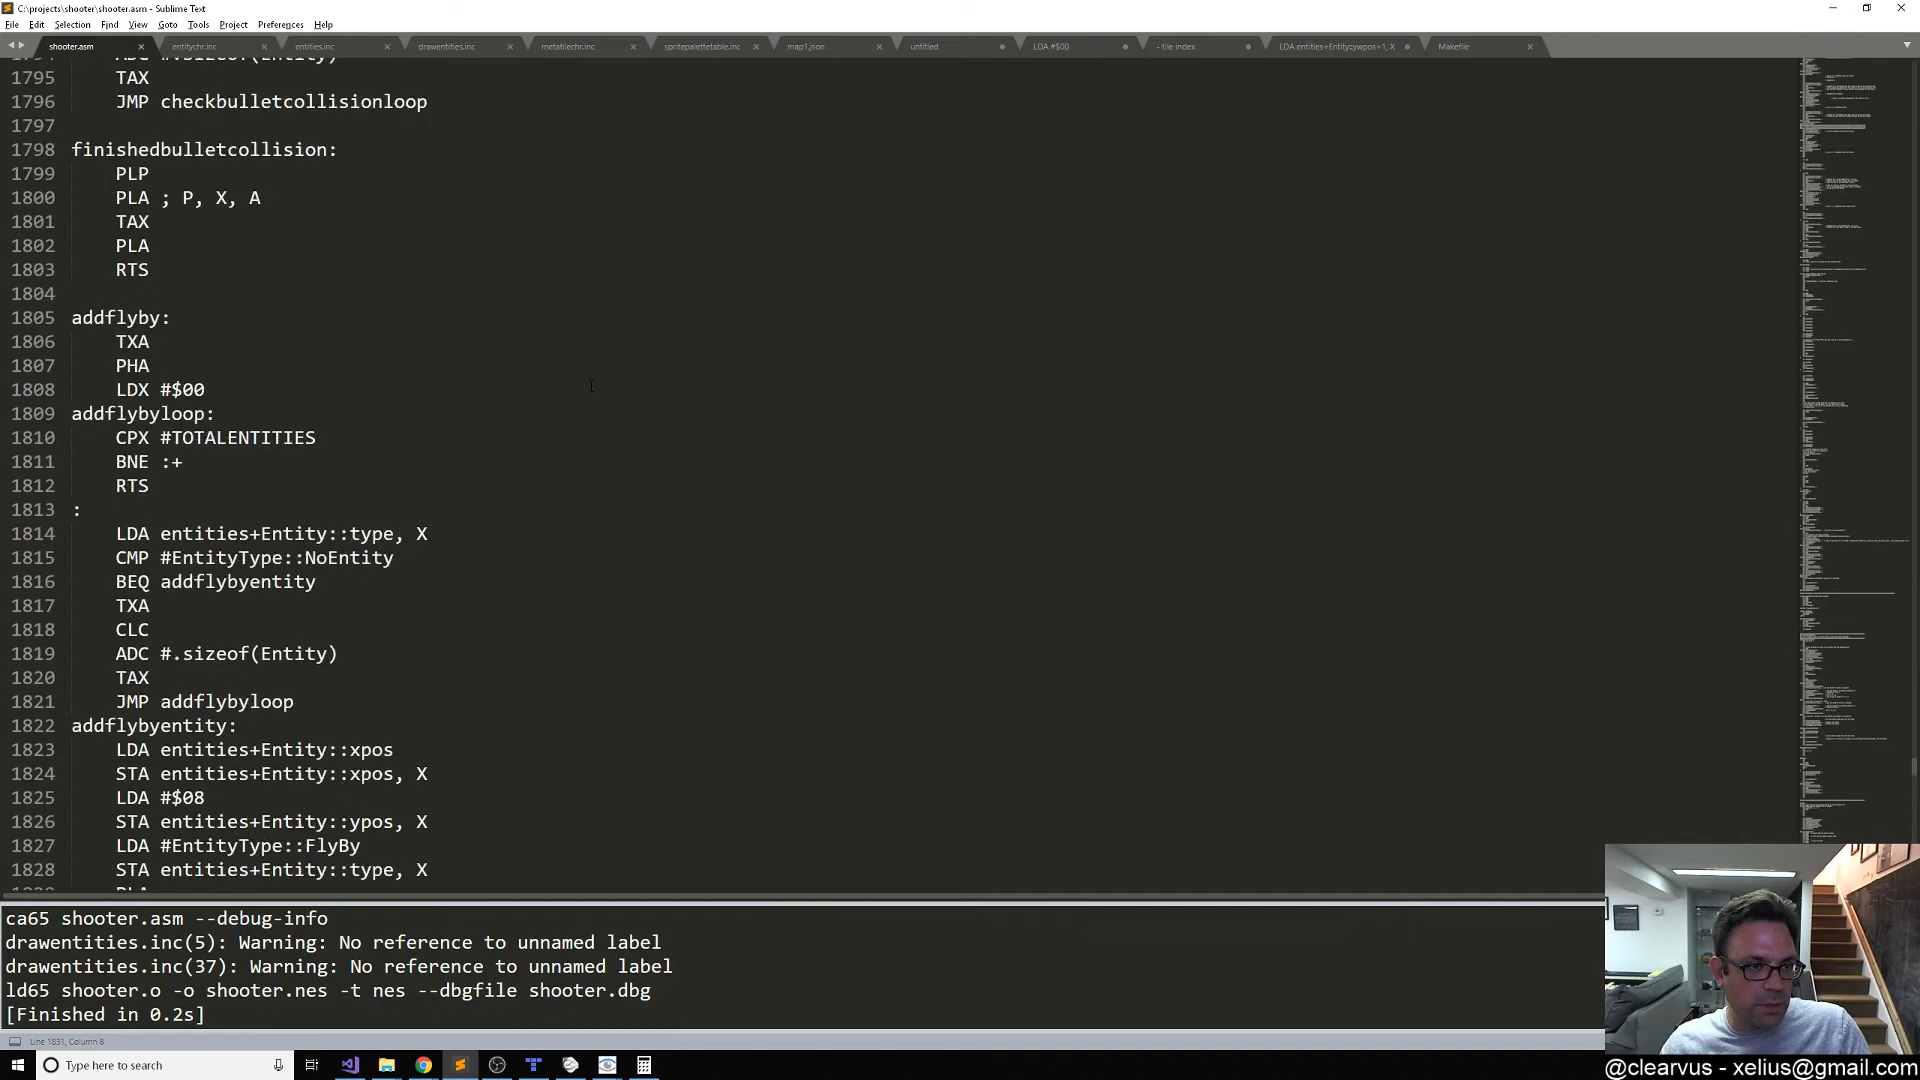 C:\projects\shooter\shooter.asm - Sublime Text
File Edit Selection Find View Goto Tools Project Preferences Help
shooter.asm × entitychr.inc × entities.inc × drawentities.inc × metatilechr.inc × spritepalettetable.inc × map1.json × untitled LDA #$00 - tile index LDA entities+Entity:ywpos+1, X Makefile ×
1794 ADC #.sizeof(Entity)
1795 TAX
1796 JMP checkbulletcollisionloop
1797
1798 finishedbulletcollision:
1799 PLP
1800 PLA ; P, X, A
1801 TAX
1802 PLA
1803 RTS
1804
1805 addflyby:
1806 TXA
1807 PHA
1808 LDX #$00
1809 addflybyloop:
1810 CPX #TOTALENTITIES
1811 BNE :+
1812 RTS
1813 :
1814 LDA entities+Entity::type, X
1815 CMP #EntityType::NoEntity
1816 BEQ addflybyentity
1817 TXA
1818 CLC
1819 ADC #.sizeof(Entity)
1820 TAX
1821 JMP addflybyloop
1822 addflybyentity:
1823 LDA entities+Entity::xpos
1824 STA entities+Entity::xpos, X
1825 LDA #$08
1826 STA entities+Entity::ypos, X
1827 LDA #EntityType::FlyBy
1828 STA entities+Entity::type, X
ca65 shooter.asm --debug-info
drawentities.inc(5): Warning: No reference to unnamed label
drawentities.inc(37): Warning: No reference to unnamed label
ld65 shooter.o -o shooter.nes -t nes --dbgfile shooter.dbg
[Finished in 0.2s]
Line 1831, Column 8
Type here to search
@clearvus - xelius@gmail.com